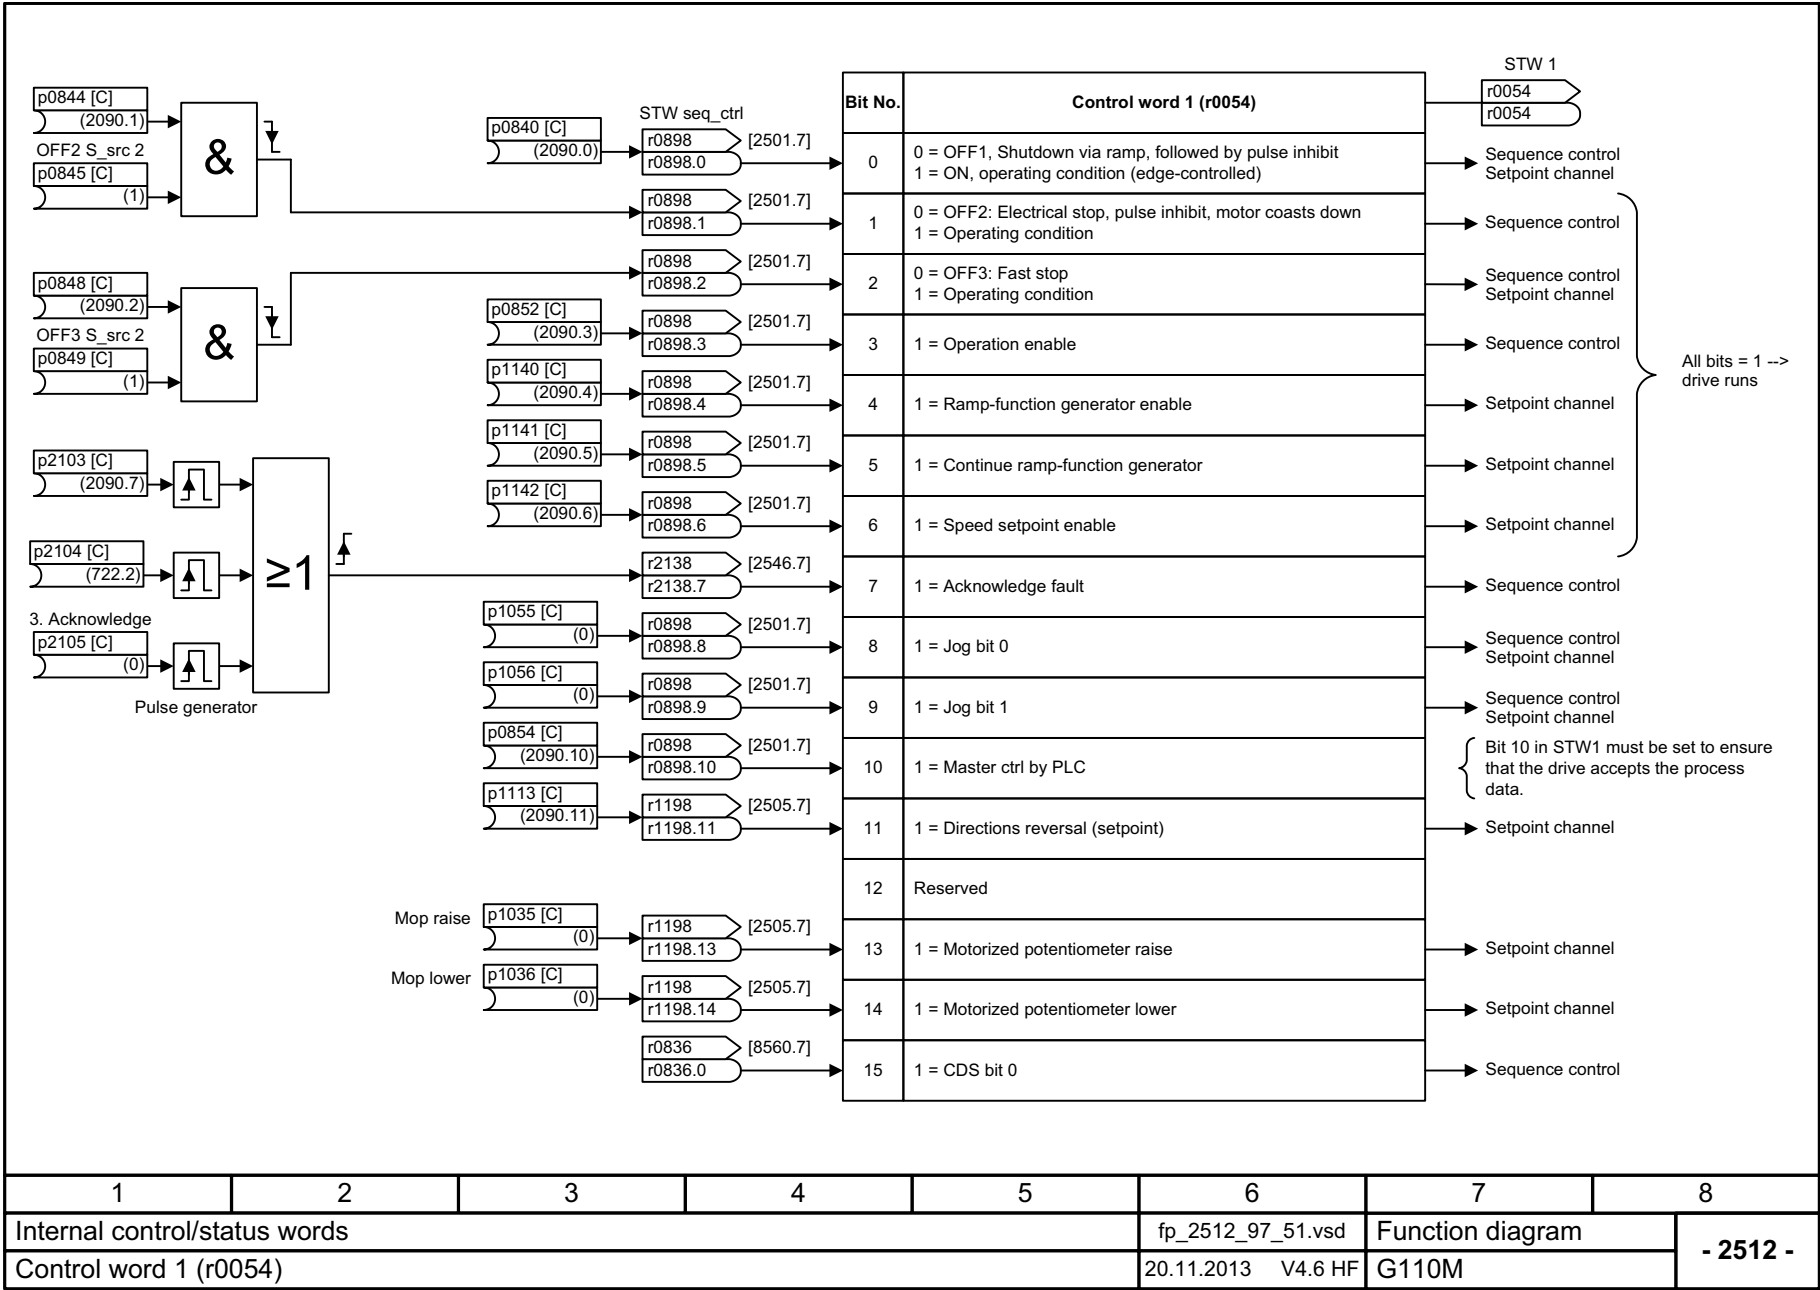 STW 1
r0054
r0054
p0844 [C]
(2090.1)
OFF2 S_src 2
p0845 [C]
(1)
&
p0848 [C]
(2090.2)
OFF3 S_src 2
p0849 [C]
(1)
&
p2103 [C]
(2090.7)
p2104 [C]
(722.2)
3. Acknowledge
p2105 [C]
(0)
Pulse generator
≥1
STW seq_ctrl
Bit No. Control word 1 (r0054)
p0840 [C]
(2090.0)
r0898 [2501.7]
r0898.0
0
0 = OFF1, Shutdown via ramp, followed by pulse inhibit
1 = ON, operating condition (edge-controlled)
Sequence control
Setpoint channel
r0898 [2501.7]
r0898.1
1
0 = OFF2: Electrical stop, pulse inhibit, motor coasts down
1 = Operating condition
Sequence control
r0898 [2501.7]
r0898.2
2
0 = OFF3: Fast stop
1 = Operating condition
Sequence control
Setpoint channel
p0852 [C]
(2090.3)
r0898 [2501.7]
r0898.3
3
1 = Operation enable
Sequence control
All bits = 1 -->
drive runs
p1140 [C]
(2090.4)
r0898 [2501.7]
r0898.4
4
1 = Ramp-function generator enable
Setpoint channel
p1141 [C]
(2090.5)
r0898 [2501.7]
r0898.5
5
1 = Continue ramp-function generator
Setpoint channel
p1142 [C]
(2090.6)
r0898 [2501.7]
r0898.6
6
1 = Speed setpoint enable
Setpoint channel
r2138 [2546.7]
r2138.7
7
1 = Acknowledge fault
Sequence control
p1055 [C]
(0)
r0898 [2501.7]
r0898.8
8
1 = Jog bit 0
Sequence control
Setpoint channel
p1056 [C]
(0)
r0898 [2501.7]
r0898.9
9
1 = Jog bit 1
Sequence control
Setpoint channel
p0854 [C]
(2090.10)
r0898 [2501.7]
r0898.10
10
1 = Master ctrl by PLC
Bit 10 in STW1 must be set to ensure
that the drive accepts the process
data.
p1113 [C]
(2090.11)
r1198 [2505.7]
r1198.11
11
1 = Directions reversal (setpoint)
Setpoint channel
12
Reserved
Mop raise
p1035 [C]
(0)
r1198 [2505.7]
r1198.13
13
1 = Motorized potentiometer raise
Setpoint channel
Mop lower
p1036 [C]
(0)
r1198 [2505.7]
r1198.14
14
1 = Motorized potentiometer lower
Setpoint channel
r0836 [8560.7]
r0836.0
15
1 = CDS bit 0
Sequence control
1 2 3 4 5 6 7 8
Internal control/status words
fp_2512_97_51.vsd
Function diagram
- 2512 -
Control word 1 (r0054)
20.11.2013 V4.6 HF
G110M